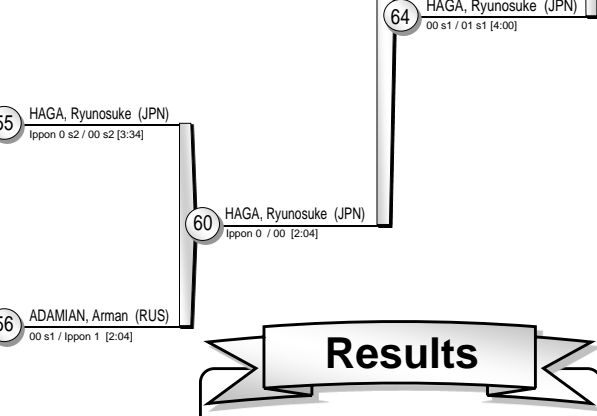 64
HAGA, Ryunosuke (JPN)
00 s1 / 01 s1 [4:00]
55
HAGA, Ryunosuke (JPN)
Ippon 0 s2 / 00 s2 [3:34]
60
HAGA, Ryunosuke (JPN)
Ippon 0 / 00 [2:04]
56
ADAMIAN, Arman (RUS)
00 s1 / Ippon 1 [2:04]
Results